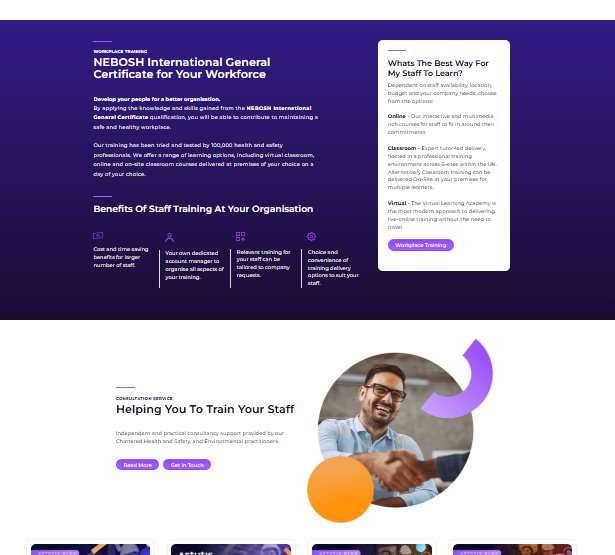 WORKPLACE TRAINING
NEBOSH International General
Certificate for Your Workforce
Develop your people for a better organisation.
By applying the knowledge and skills gained from the NEBOSH International
General Certificate qualification, you will be able to contribute to maintaining a
safe and healthy workplace.
Our training has been tried and tested by 100,000 health and safety
professionals. We offer a range of learning options, including virtual classroom,
online and on-site classroom courses delivered at premises of your choice on a
day of your choice.
Benefits Of Staff Training At Your Organisation
Cost and time saving
benefits for larger
number of staff.
Your own dedicated
account manager to
organise all aspects of
your training.
Relevant training for
your staff can be
tailored to company
requests.
Choice and
convenience of
training delivery
options to suit your
staff.
Whats The Best Way For
My Staff To Learn?
Dependent on staff availability, location,
budget and your company needs, choose
from the options:
Online - Our interactive and multimedia
rich courses for staff to fit in around their
commitments
Classroom - Expert tutor-led delivery,
hosted in a professional training
environment across 6-sites within the UK.
Alternatively Classroom training can be
delivered On-Site at your premises for
multiple learners.
Virtual - The Virtual Learning Academy is
the most modern approach to delivering
live-online training without the need to
travel
Workplace Training
CONSULTATION SERVICE
Helping You To Train Your Staff
Independent and practical consultancy support provided by our
Chartered Health and Safety, and Environmental practitioners.
Read More
Get In Touch
ASTUTIS BLOG
Astutis
ASTUTIS BLOG
ASTUTIS BLOG